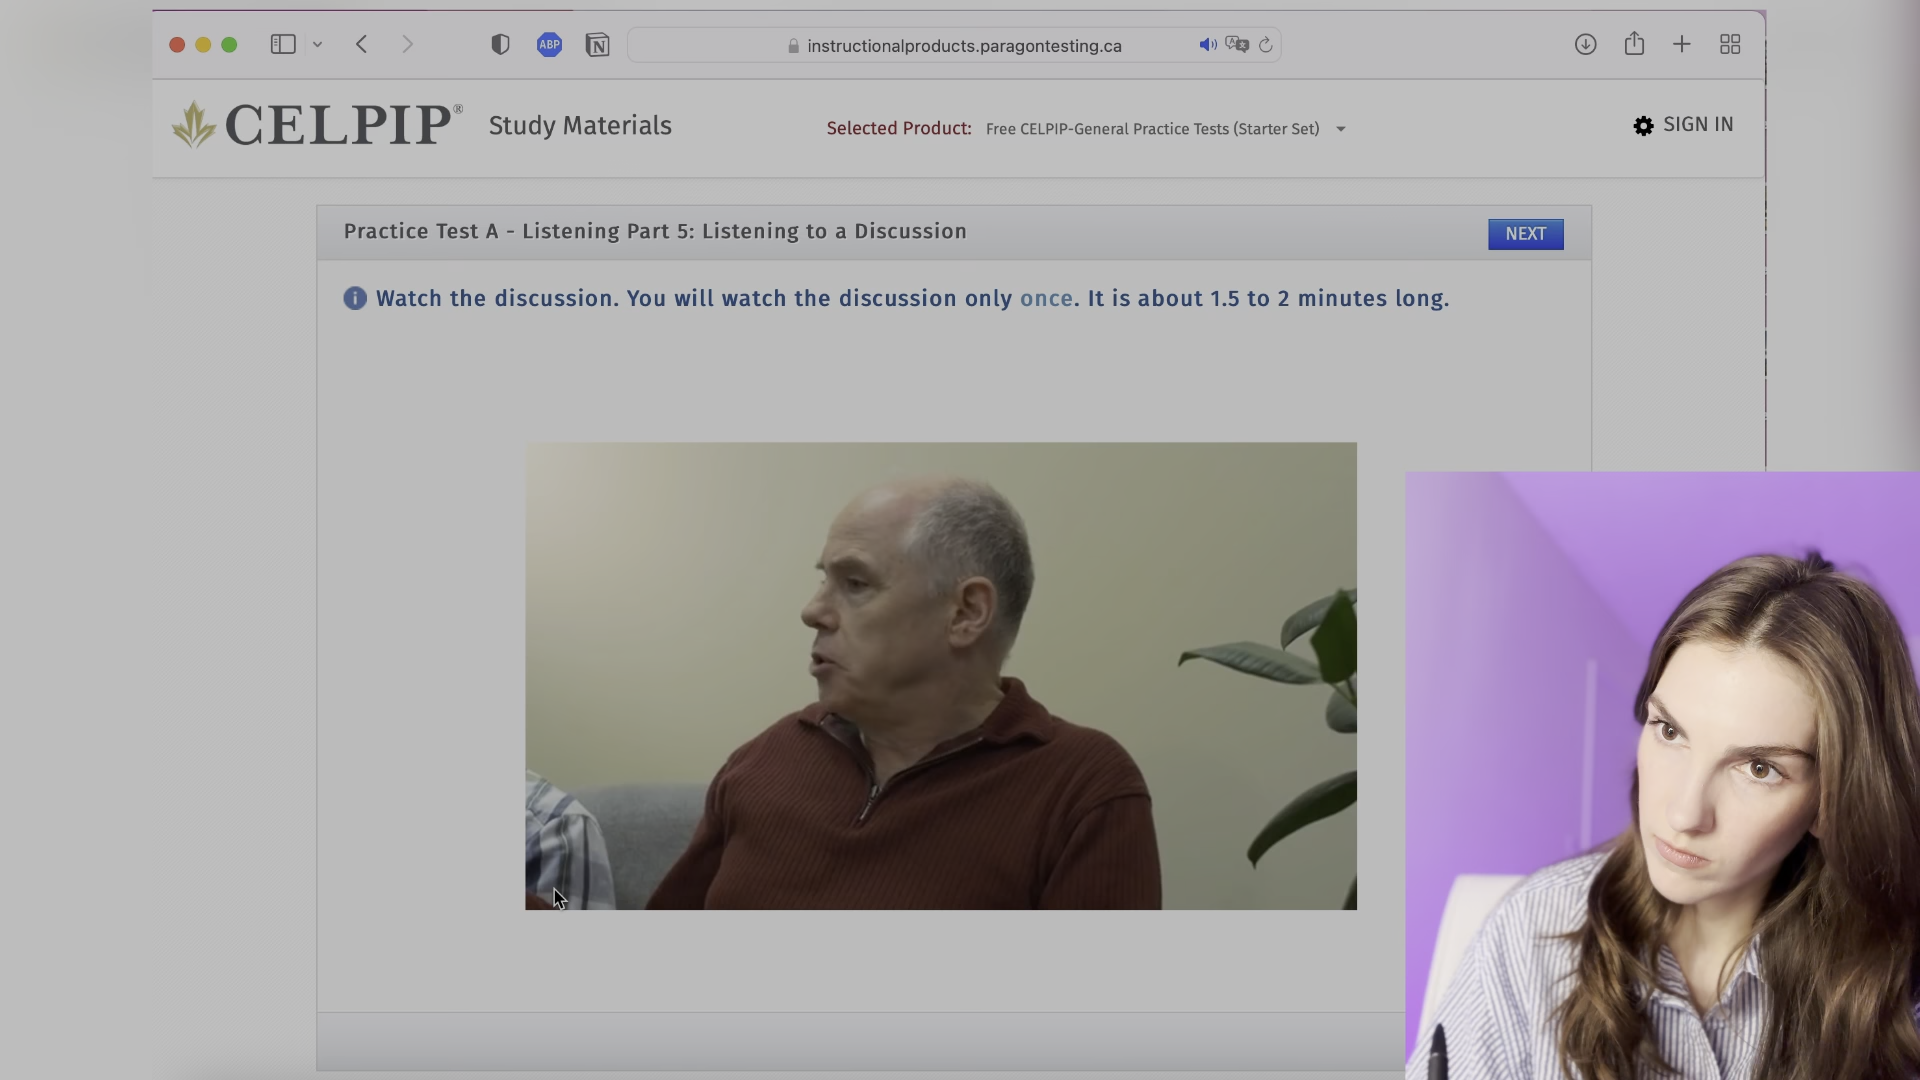 ABP
instructionalproducts.paragontesting.ca
CELPIP®
Study Materials
Selected Product: Free CELPIP-General Practice Tests (Starter Set)
SIGN IN
Practice Test A - Listening Part 5: Listening to a Discussion
NEXT
Watch the discussion. You will watch the discussion only once. It is about 1.5 to 2 minutes long.